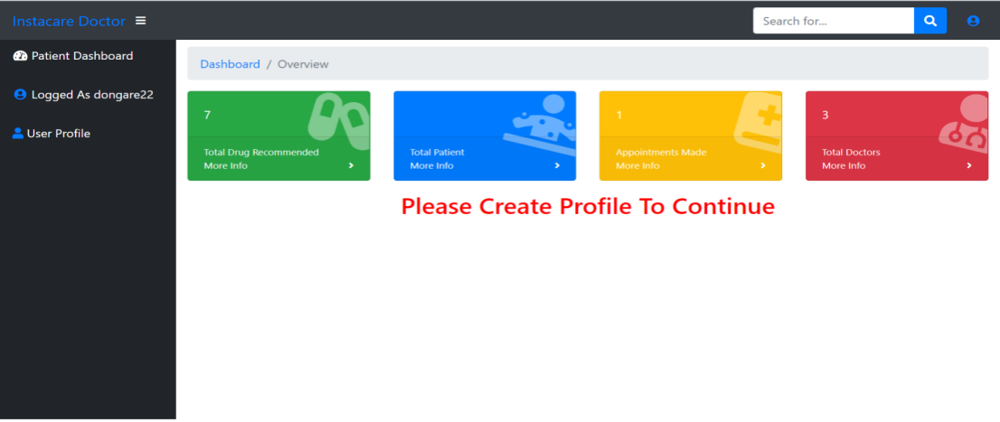 Instacare Doctor
Search for...
Patient Dashboard
Logged As dongare22
User Profile
Dashboard / Overview
7
Total Drug Recommended
More Info
Total Patient
More Info
1
Appointments Made
More Info
3
Total Doctors
More Info
Please Create Profile To Continue